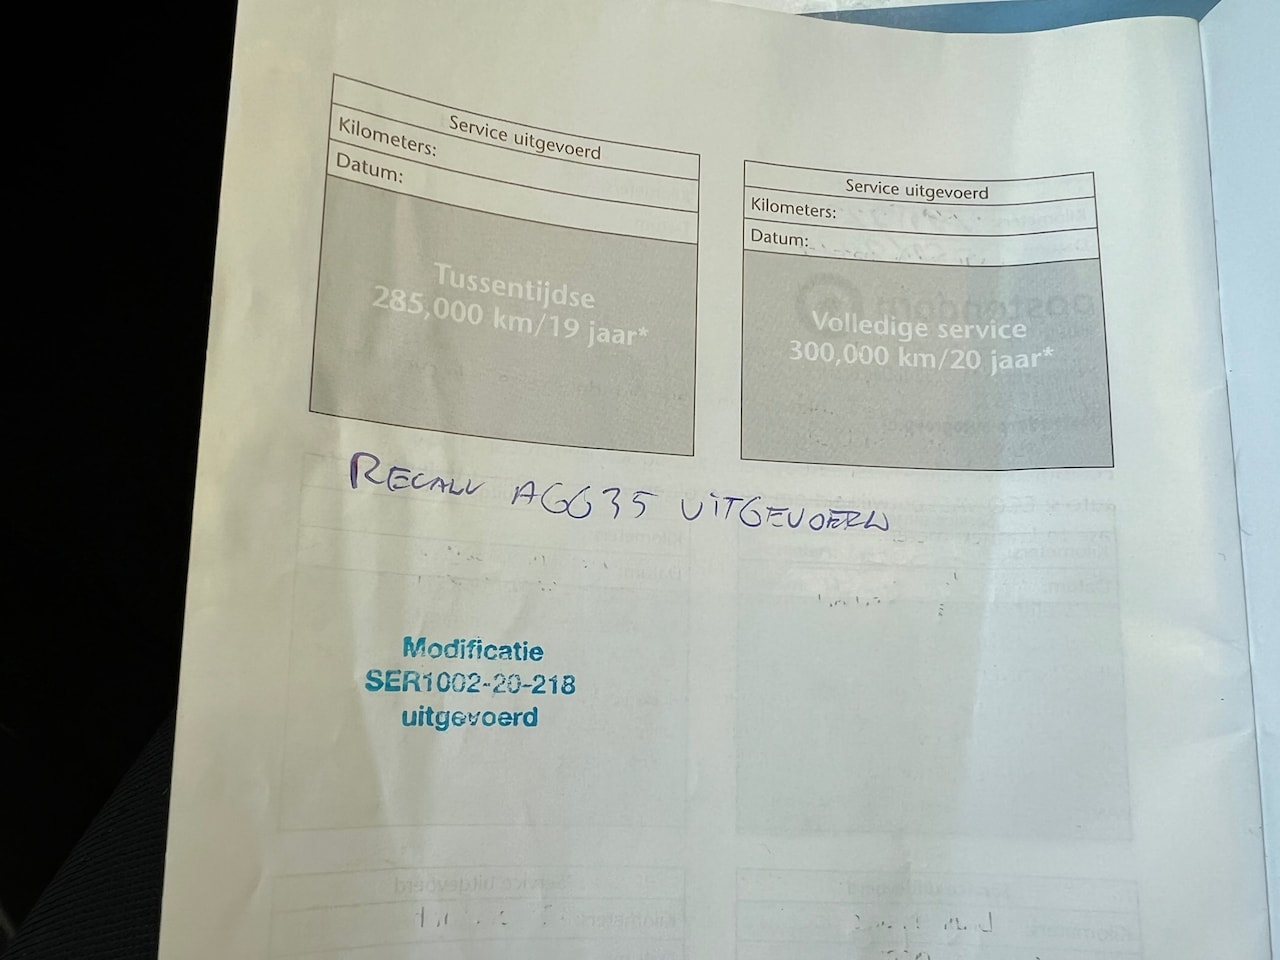 Service uitgevoerd
Kilometers:
Datum:
Tussentijdse
285,000 km/19 jaar*
Service uitgevoerd
Kilometers:
Datum:
Volledige service
300,000 km/20 jaar*
RECALL AGG35 UITGEVOERD
Modificatie
SER1002-20-218
uitgevoerd